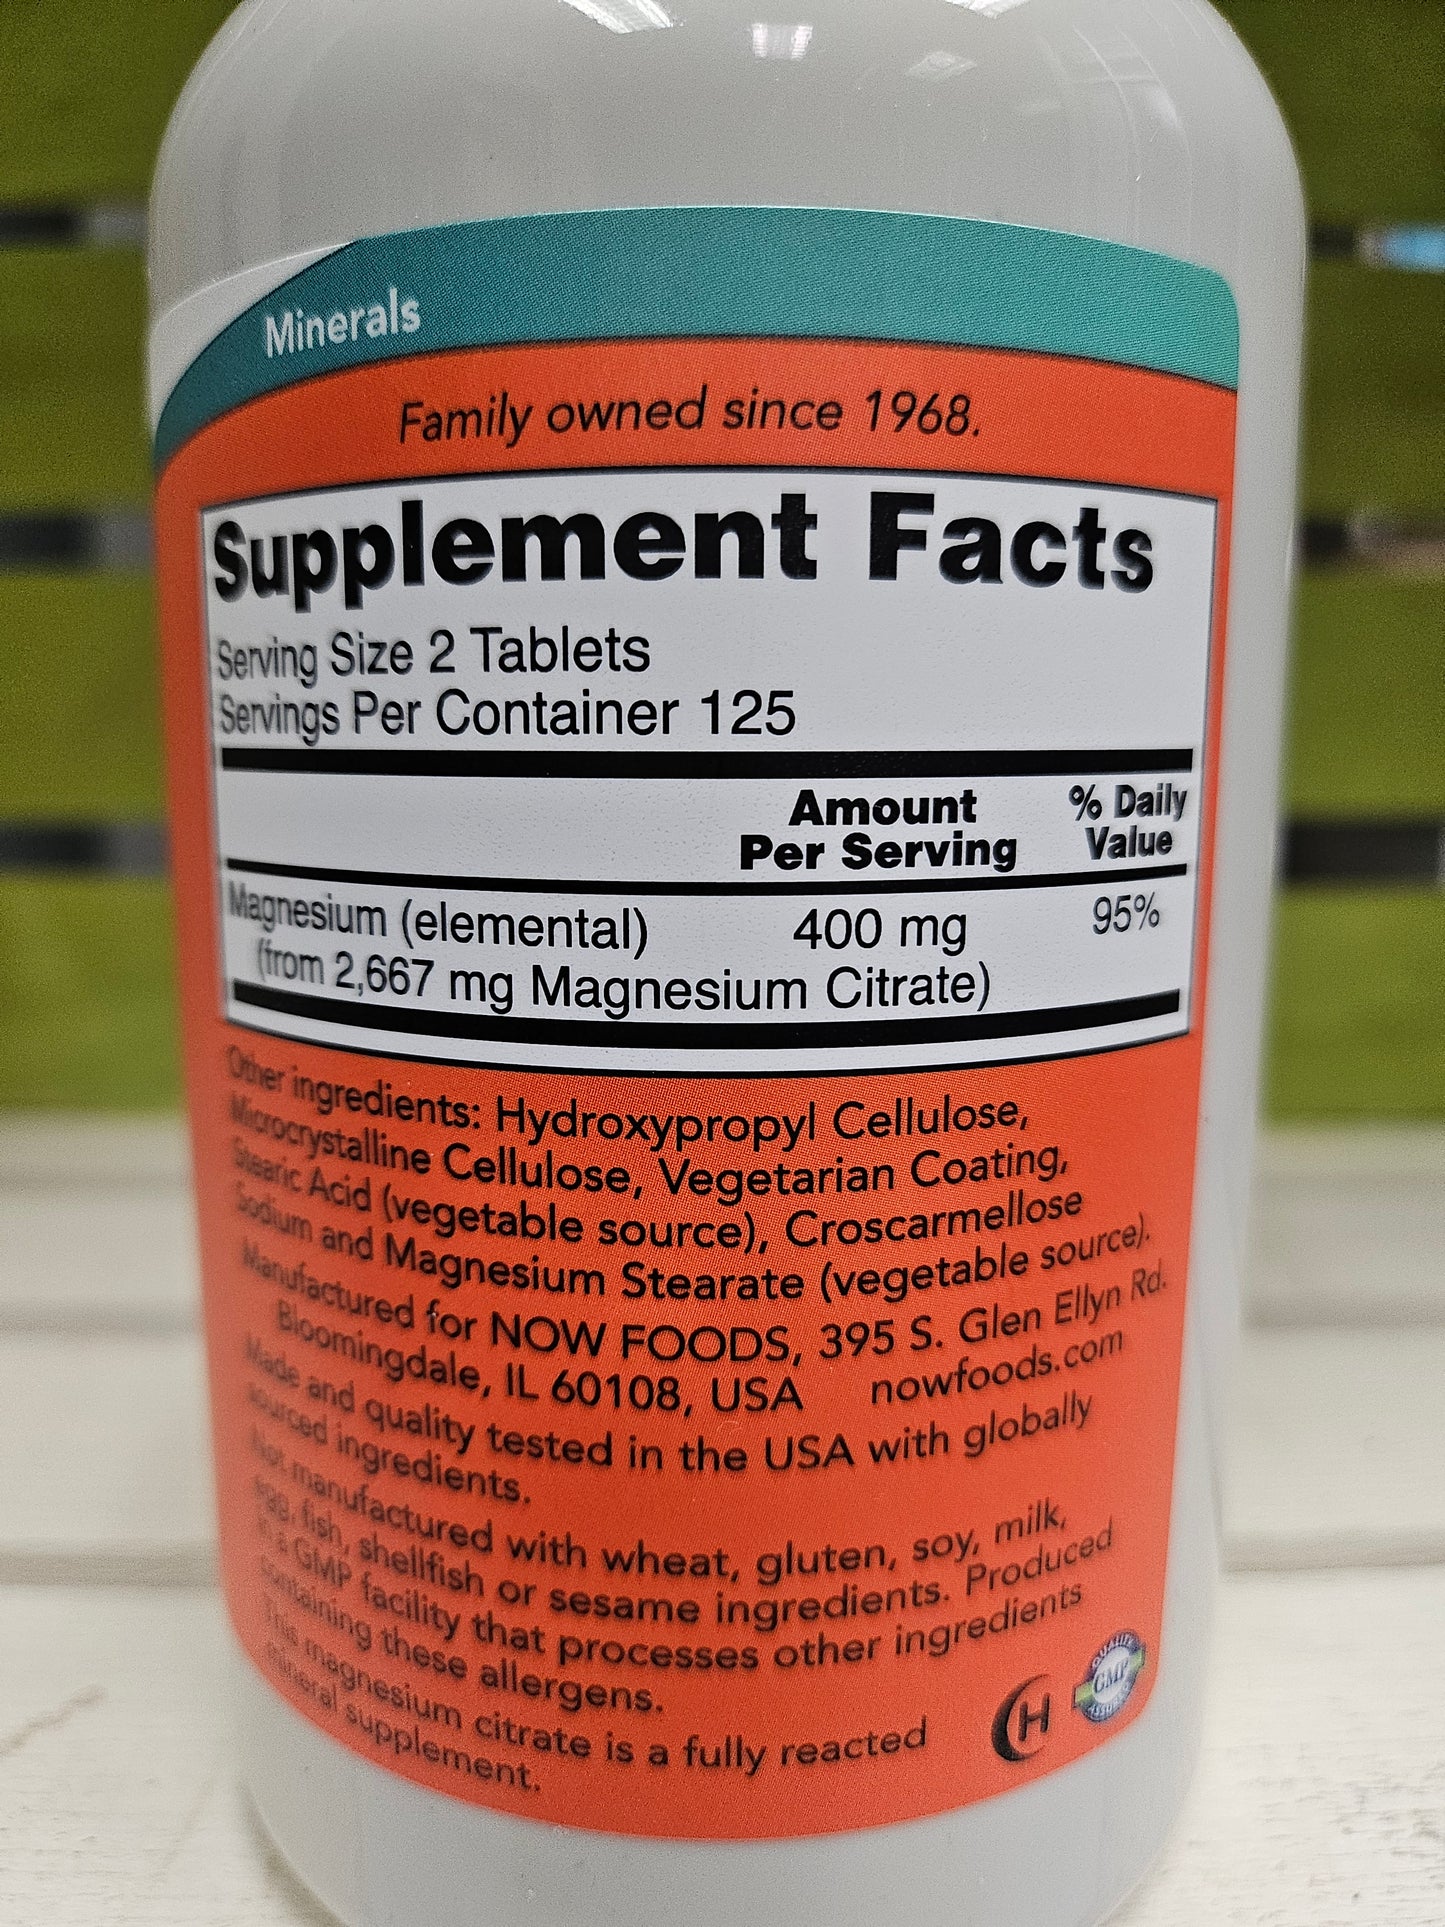 Minerals
Family owned since 1968.
Supplement Facts
Serving Size 2 Tablets
Servings Per Container 125
Amount Per Serving
% Daily Value
Magnesium (elemental) 400 mg 95%
(from 2,667 mg Magnesium Citrate)
Other ingredients: Hydroxypropyl Cellulose,
Microcrystalline Cellulose, Vegetarian Coating,
Stearic Acid (vegetable source), Croscarmellose
Sodium and Magnesium Stearate (vegetable source).
Manufactured for NOW FOODS, 395 S. Glen Ellyn Rd.
Bloomingdale, IL 60108, USA nowfoods.com
Made and quality tested in the USA with globally
sourced ingredients.
Not manufactured with wheat, gluten, soy, milk,
egg, fish, shellfish or sesame ingredients. Produced
in a GMP facility that processes other ingredients
containing these allergens.
This magnesium citrate is a fully reacted
mineral supplement.
H
QUALITY
GMP
ASSURED